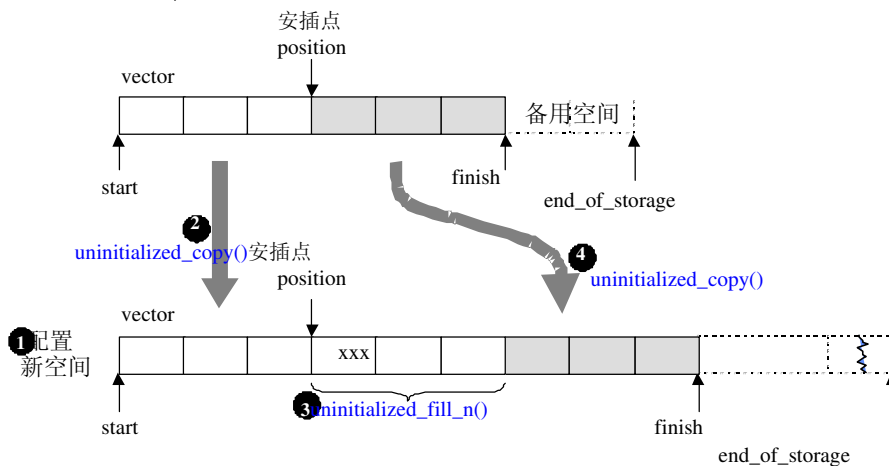 安插点
position
vector
备用空间
start
finish
end_of_storage
2
uninitialized_copy()安插点
position
4
uninitialized_copy()
vector
1配置
新空间
xxx
3uninitialized_fill_n()
start
finish
end_of_storage